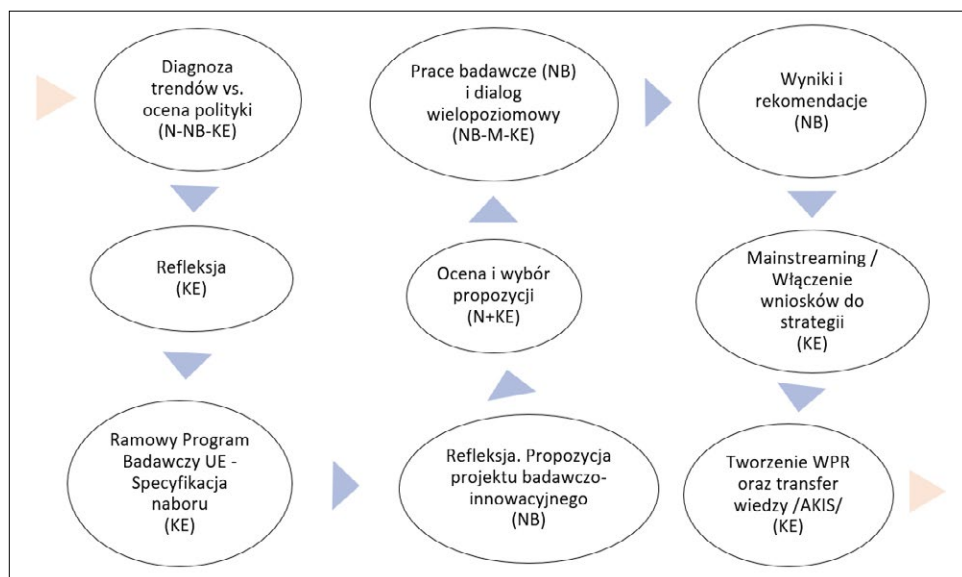 Diagnoza
trendów vs.
ocena polityki
(N-NB-KE)
Refleksja
(KE)
Ramowy Program
Badawczy UE -
Specyfikacja
naboru
(KE)
Refleksja. Propozycja
projektu badawczo-
innowacyjnego
(NB)
Ocena i wybór
propozycji
(N+KE)
Prace badawcze (NB)
i dialog
wielopoziomowy
(NB-M-KE)
Wyniki i
rekomendacje
(NB)
Mainstreaming /
Włączenie
wniosków do
strategii
(KE)
Tworzenie WPR
oraz transfer
wiedzy /AKIS/
(KE)